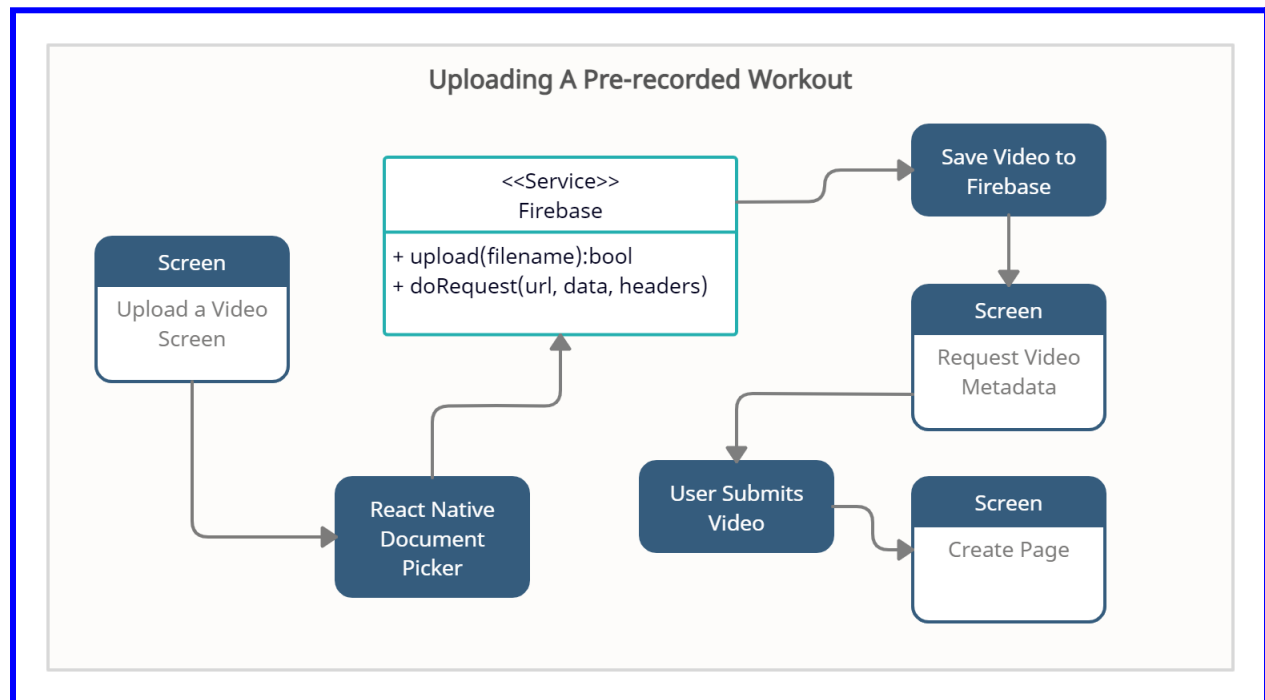 Uploading A Pre-recorded Workout
Screen
Upload a Video
Screen
React Native
Document
Picker
<<Service>>
Firebase
+ upload(filename):bool
+ doRequest(url, data, headers)
Save Video to
Firebase
Screen
Request Video
Metadata
User Submits
Video
Screen
Create Page